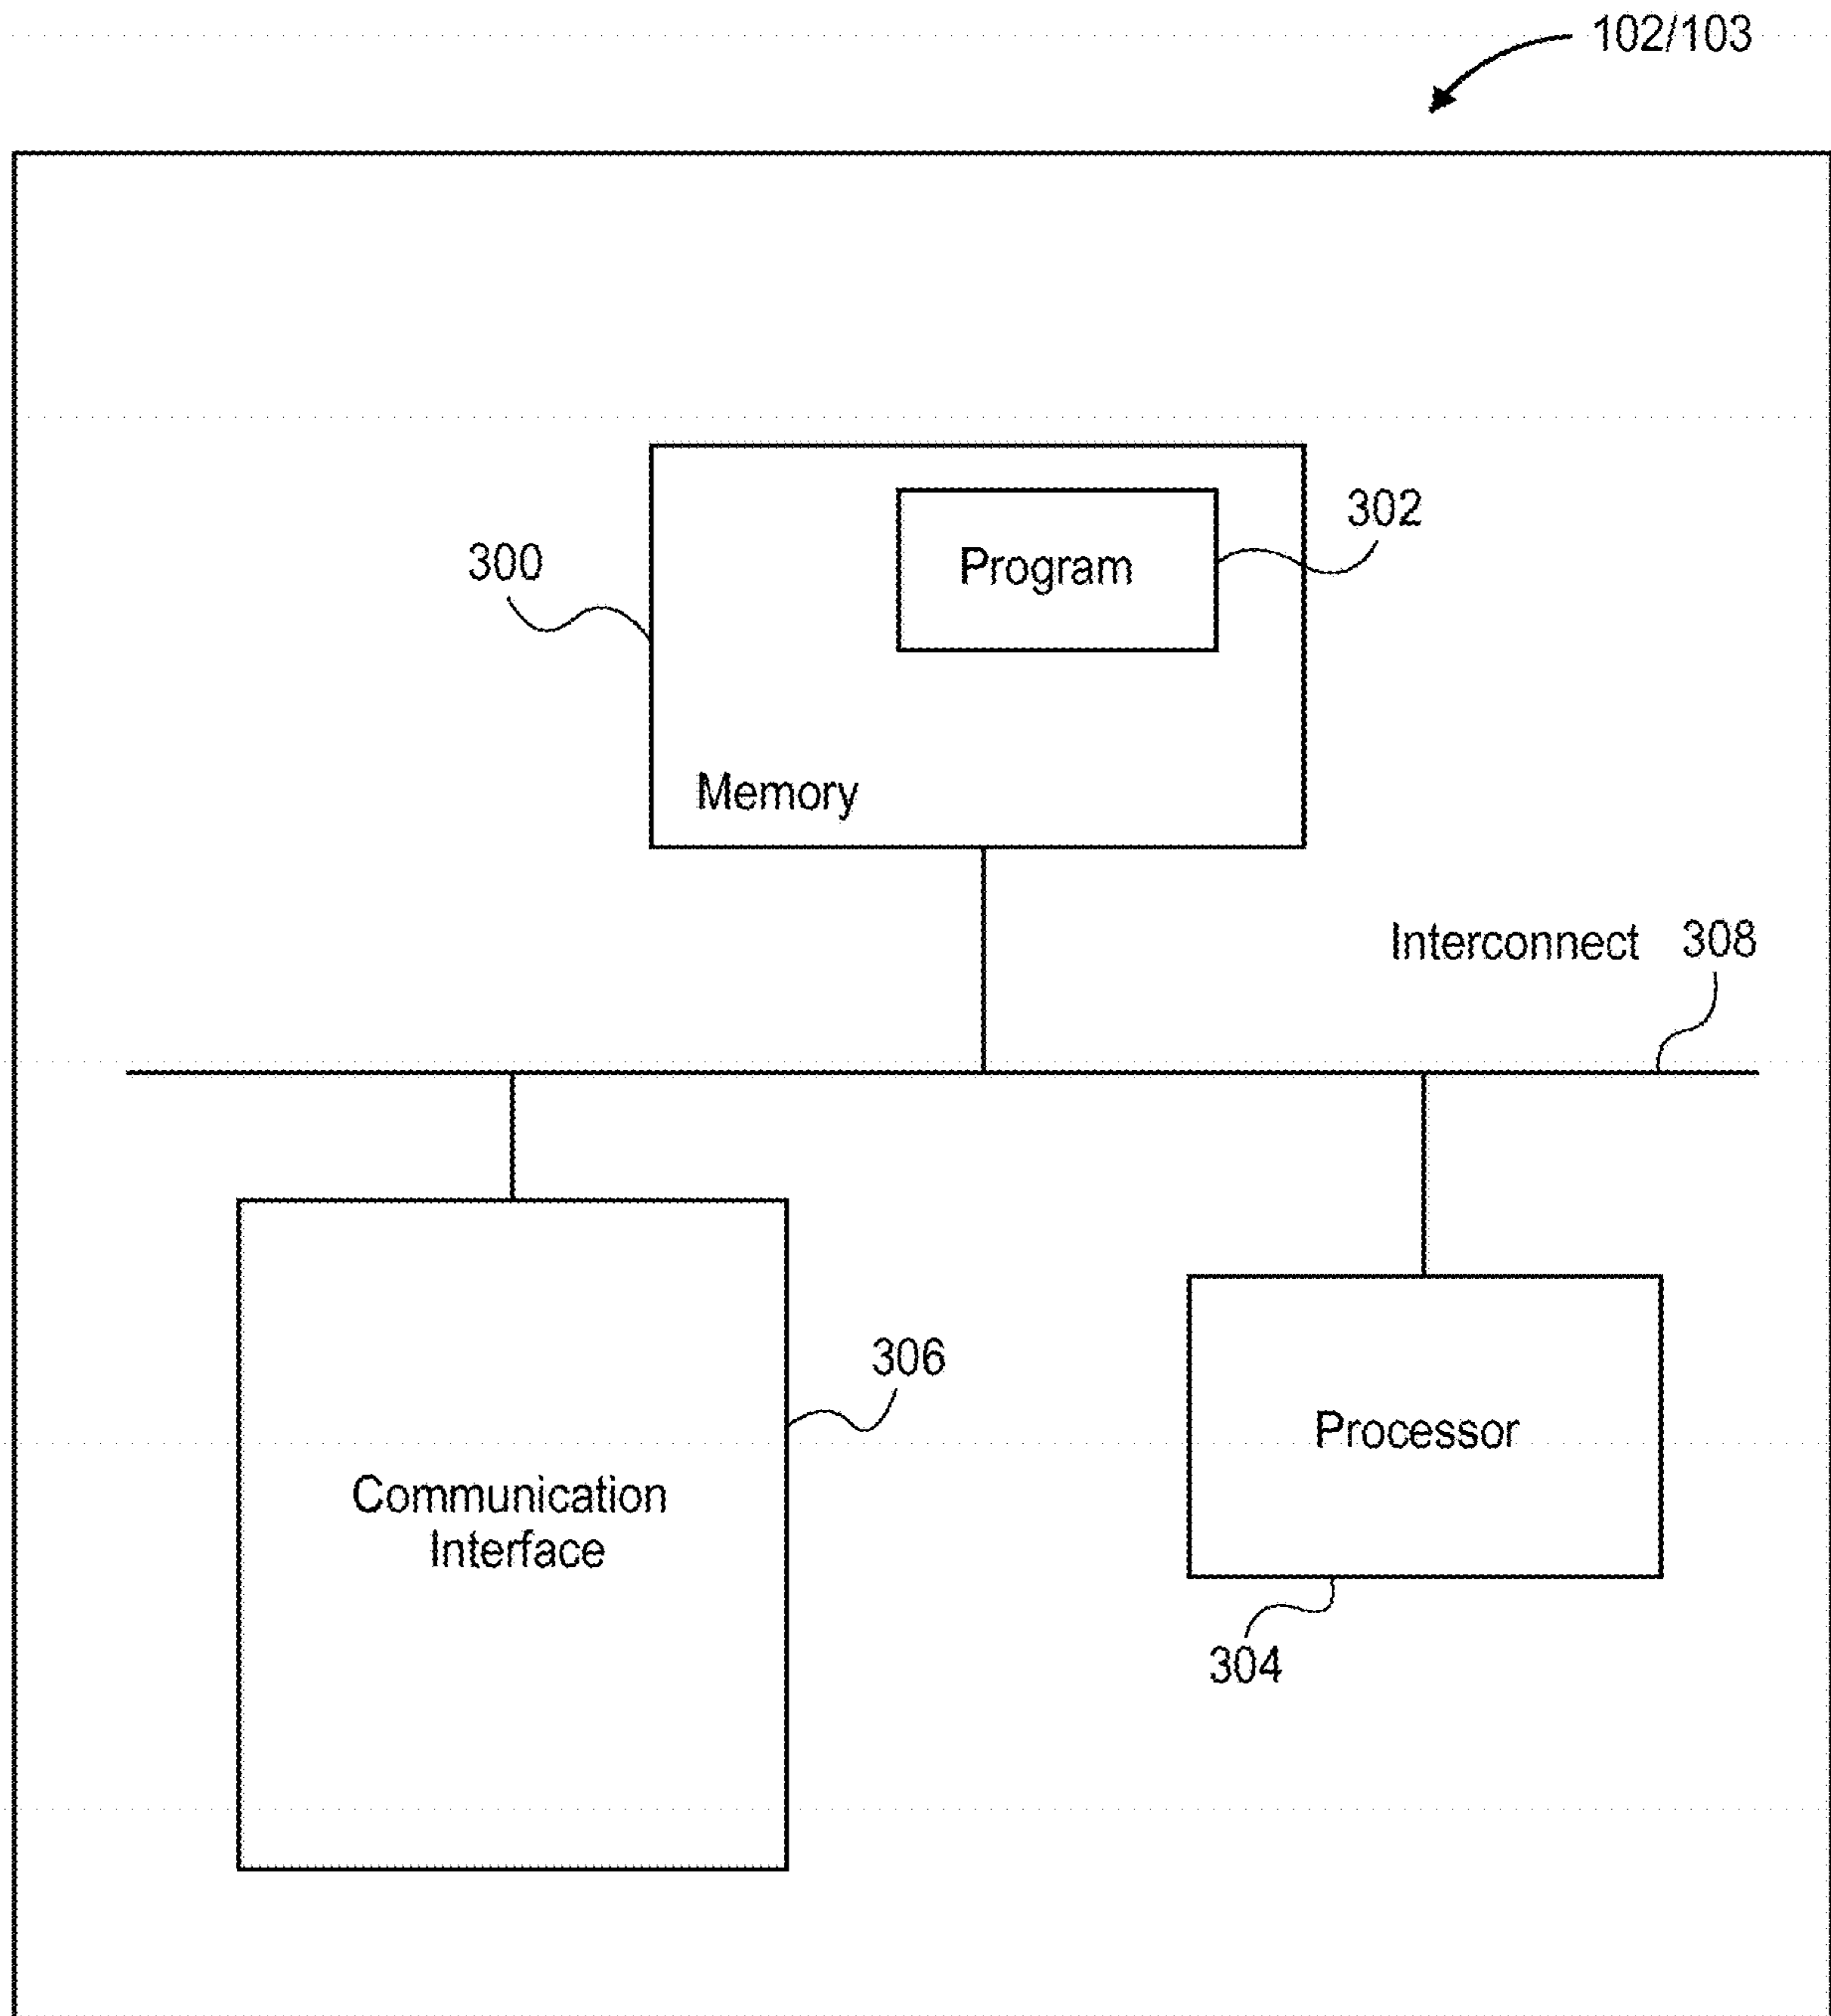 102/103
302
Program
300
Memory
Interconnect 308
306
Processor
Communication
Interface
304